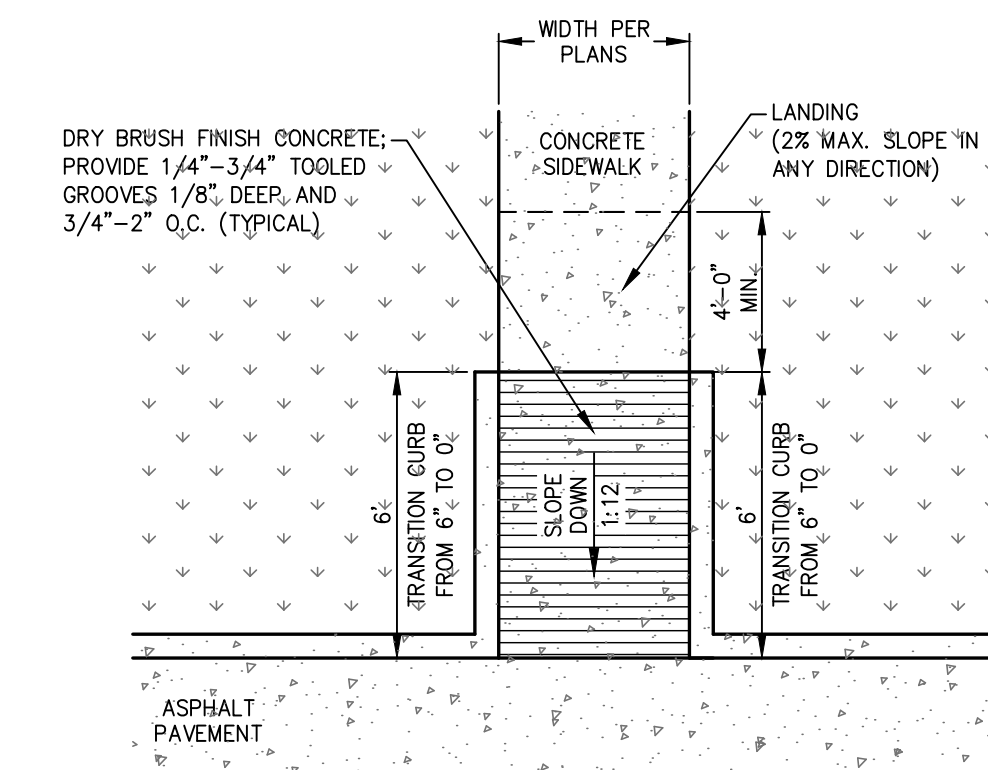 WIDTH PER
PLANS
DRY BRUSH FINISH CONCRETE;
PROVIDE 1/4"-3/4" TOOLED
GROOVES 1/8" DEEP AND
3/4"-2" O.C. (TYPICAL)
CONCRETE
SIDEWALK
LANDING
(2% MAX. SLOPE IN
ANY DIRECTION)
4'-0"
MIN.
6'
TRANSITION CURB
FROM 6" TO 0"
SLOPE
DOWN
1:12
6'
TRANSITION CURB
FROM 6" TO 0"
ASPHALT
PAVEMENT